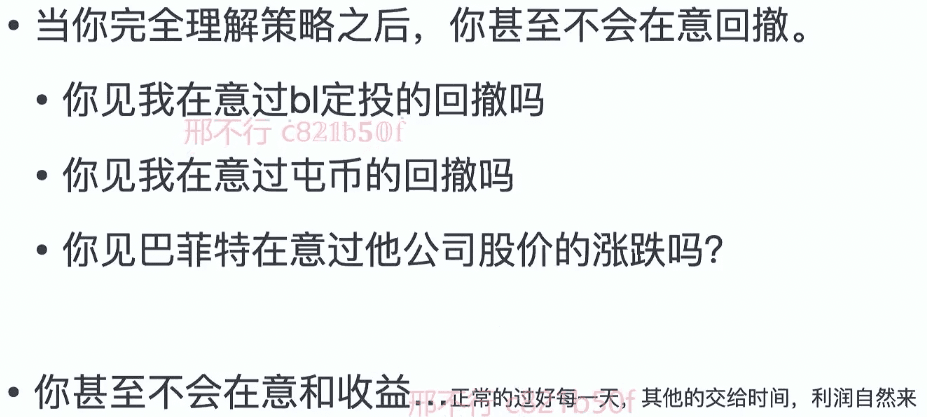 • 当你完全理解策略之后，你甚至不会在意回撤。
• 你见我在意过bl定投的回撤吗
邢不行 c821b50f
• 你见我在意过屯币的回撤吗
• 你见巴菲特在意过他公司股价的涨跌吗？
• 你甚至不会在意和收益...正常的过好每一天，其他的交给时间，利润自然来
邢不行 c821b50f